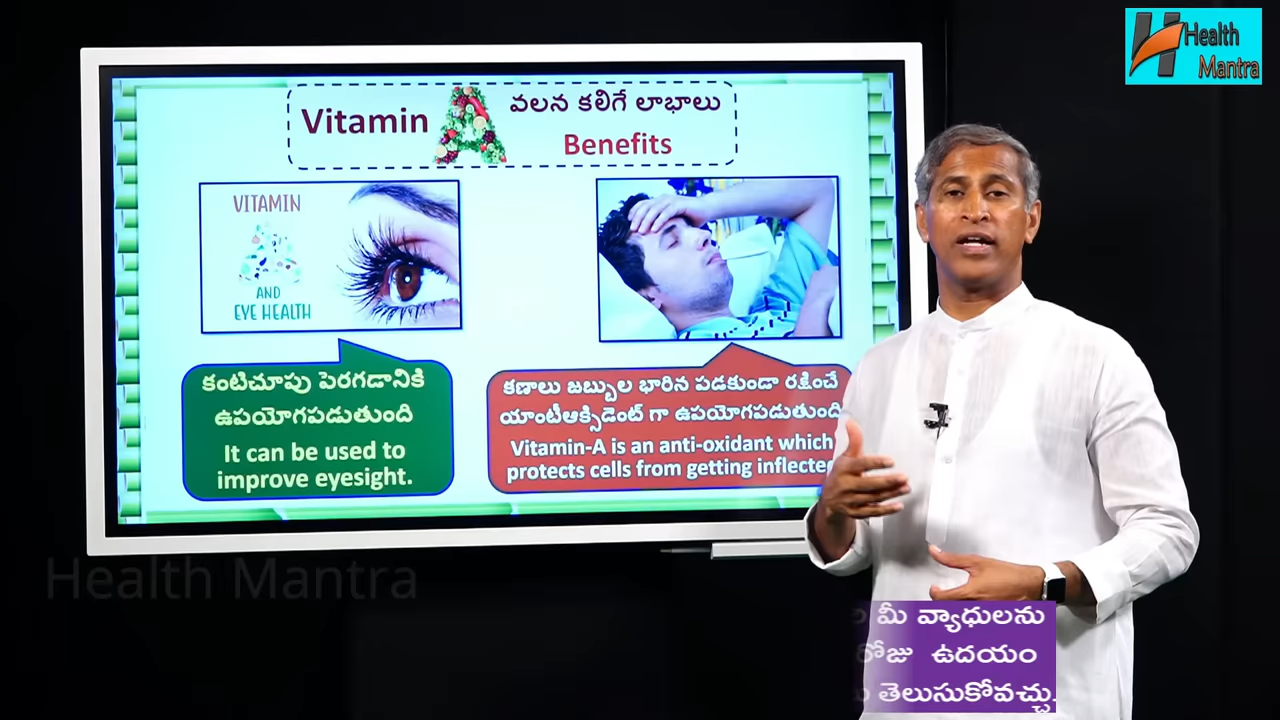 Health
Mantra
Vitamin A వలన కలిగే లాభాలు
Benefits
VITAMIN
A
AND
EYE HEALTH
కంటిచూపు పెరగడానికి
ఉపయోగపడుతుంది
It can be used to
improve eyesight.
కణాలు జబ్బుల భారిన పడకుండా రక్షించే
యాంటీఆక్సిడెంట్ గా ఉపయోగపడుతుంది
Vitamin-A is an anti-oxidant which
protects cells from getting inflected
Health Mantra
మీ వ్యాధులను
రోజు ఉదయం
తెలుసుకోవచ్చు.